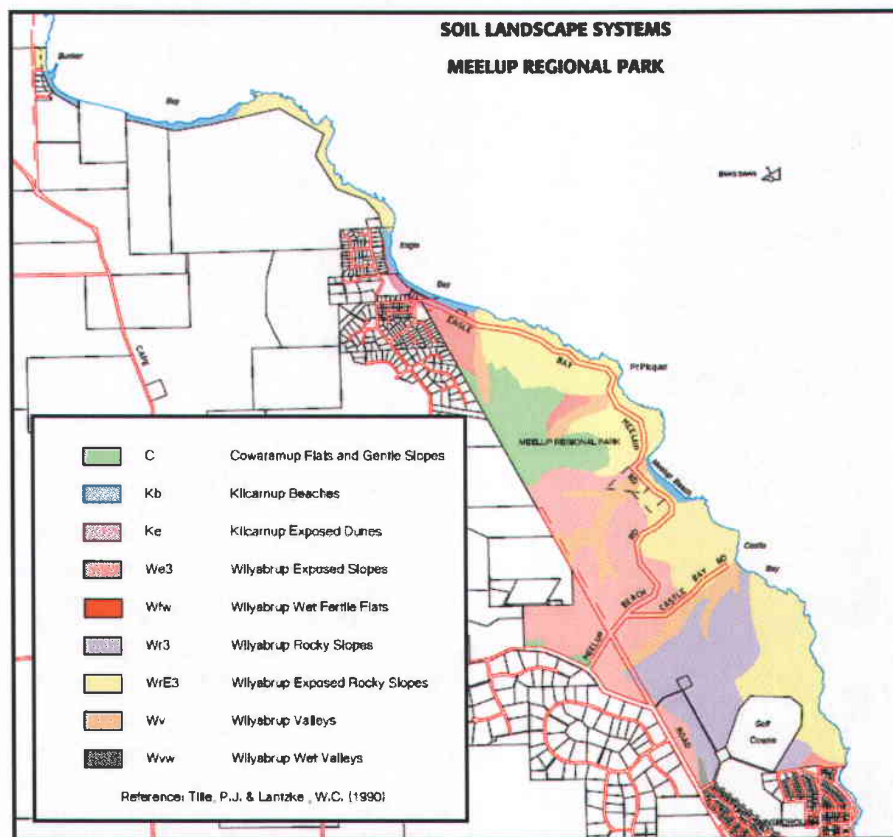 SOIL LANDSCAPE SYSTEMS
MEELUP REGIONAL PARK
Bunker
Bay
Eagle
Bay
EAGLE
BAY
Pt Piquet
CAPE
MEELUP
RD
MEELUP REGIONAL PARK
Meelup Beach
Castle
Bay
CASTLE BAY RD
MEELUP
BEACH
RD
Golf
Course
ROAD
C Cowaramup Flats and Gentle Slopes
Kb Kilcarnup Beaches
Ke Kilcarnup Exposed Dunes
We3 Wilyabrup Exposed Slopes
Wfw Wilyabrup Wet Fertile Flats
Wr3 Wilyabrup Rocky Slopes
WrE3 Wilyabrup Exposed Rocky Slopes
Wv Wilyabrup Valleys
Wvw Wilyabrup Wet Valleys
Reference: Tille, P.J. & Lantzke, W.C. (1990)